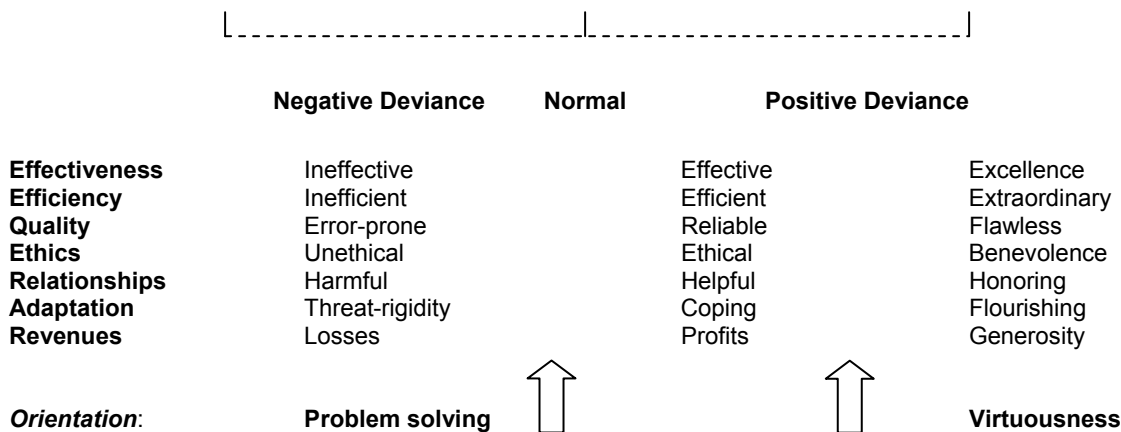 Negative Deviance Normal Positive Deviance
Effectiveness Ineffective Effective Excellence
Efficiency Inefficient Efficient Extraordinary
Quality Error-prone Reliable Flawless
Ethics Unethical Ethical Benevolence
Relationships Harmful Helpful Honoring
Adaptation Threat-rigidity Coping Flourishing
Revenues Losses Profits Generosity
Orientation: Problem solving Virtuousness